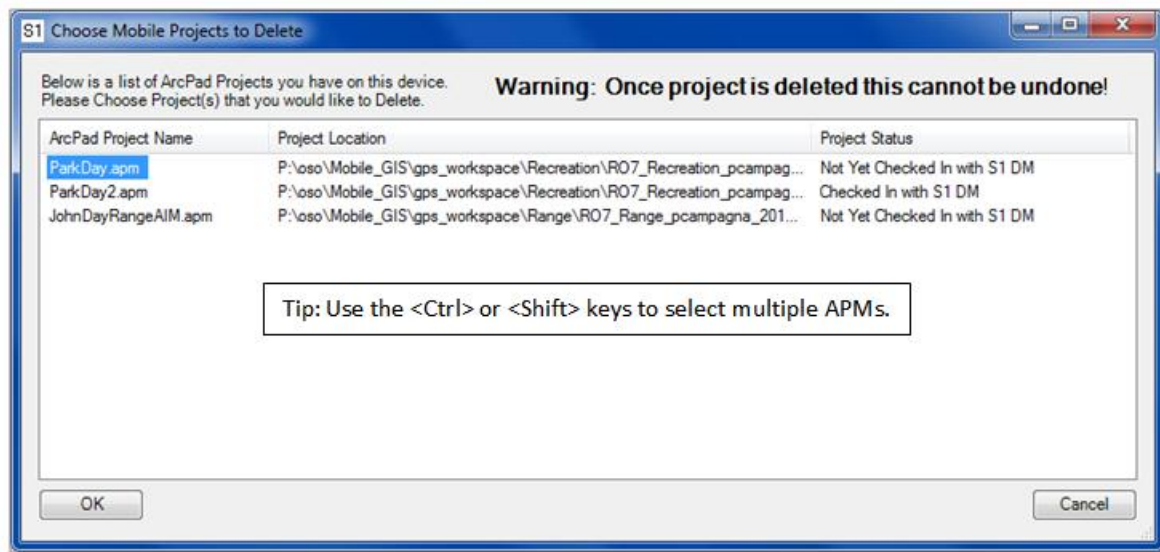 S1 Choose Mobile Projects to Delete
Below is a list of ArcPad Projects you have on this device.
Please Choose Project(s) that you would like to Delete.
Warning: Once project is deleted this cannot be undone!
ArcPad Project Name Project Location Project Status
ParkDay.apm P:\oso\Mobile_GIS\gps_workspace\Recreation\RO7_Recreation_pcampag... Not Yet Checked In with S1 DM
ParkDay2.apm P:\oso\Mobile_GIS\gps_workspace\Recreation\RO7_Recreation_pcampag... Checked In with S1 DM
JohnDayRangeAIM.apm P:\oso\Mobile_GIS\gps_workspace\Range\RO7_Range_pcampagna_201... Not Yet Checked In with S1 DM
Tip: Use the <Ctrl> or <Shift> keys to select multiple APMs.
OK Cancel